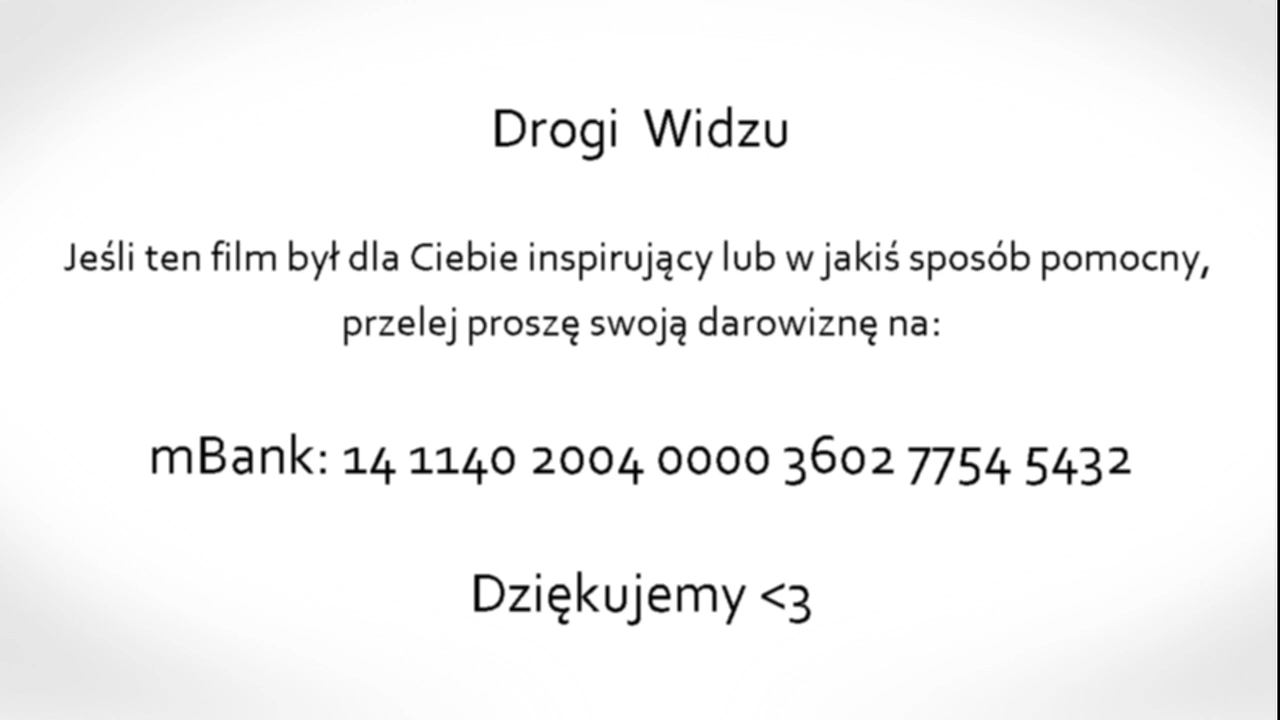 Drogi Widzu
Jeśli ten film był dla Ciebie inspirujący lub w jakiś sposób pomocny,
przelej proszę swoją darowiznę na:
mBank: 14 1140 2004 0000 3602 7754 5432
Dziękujemy <3